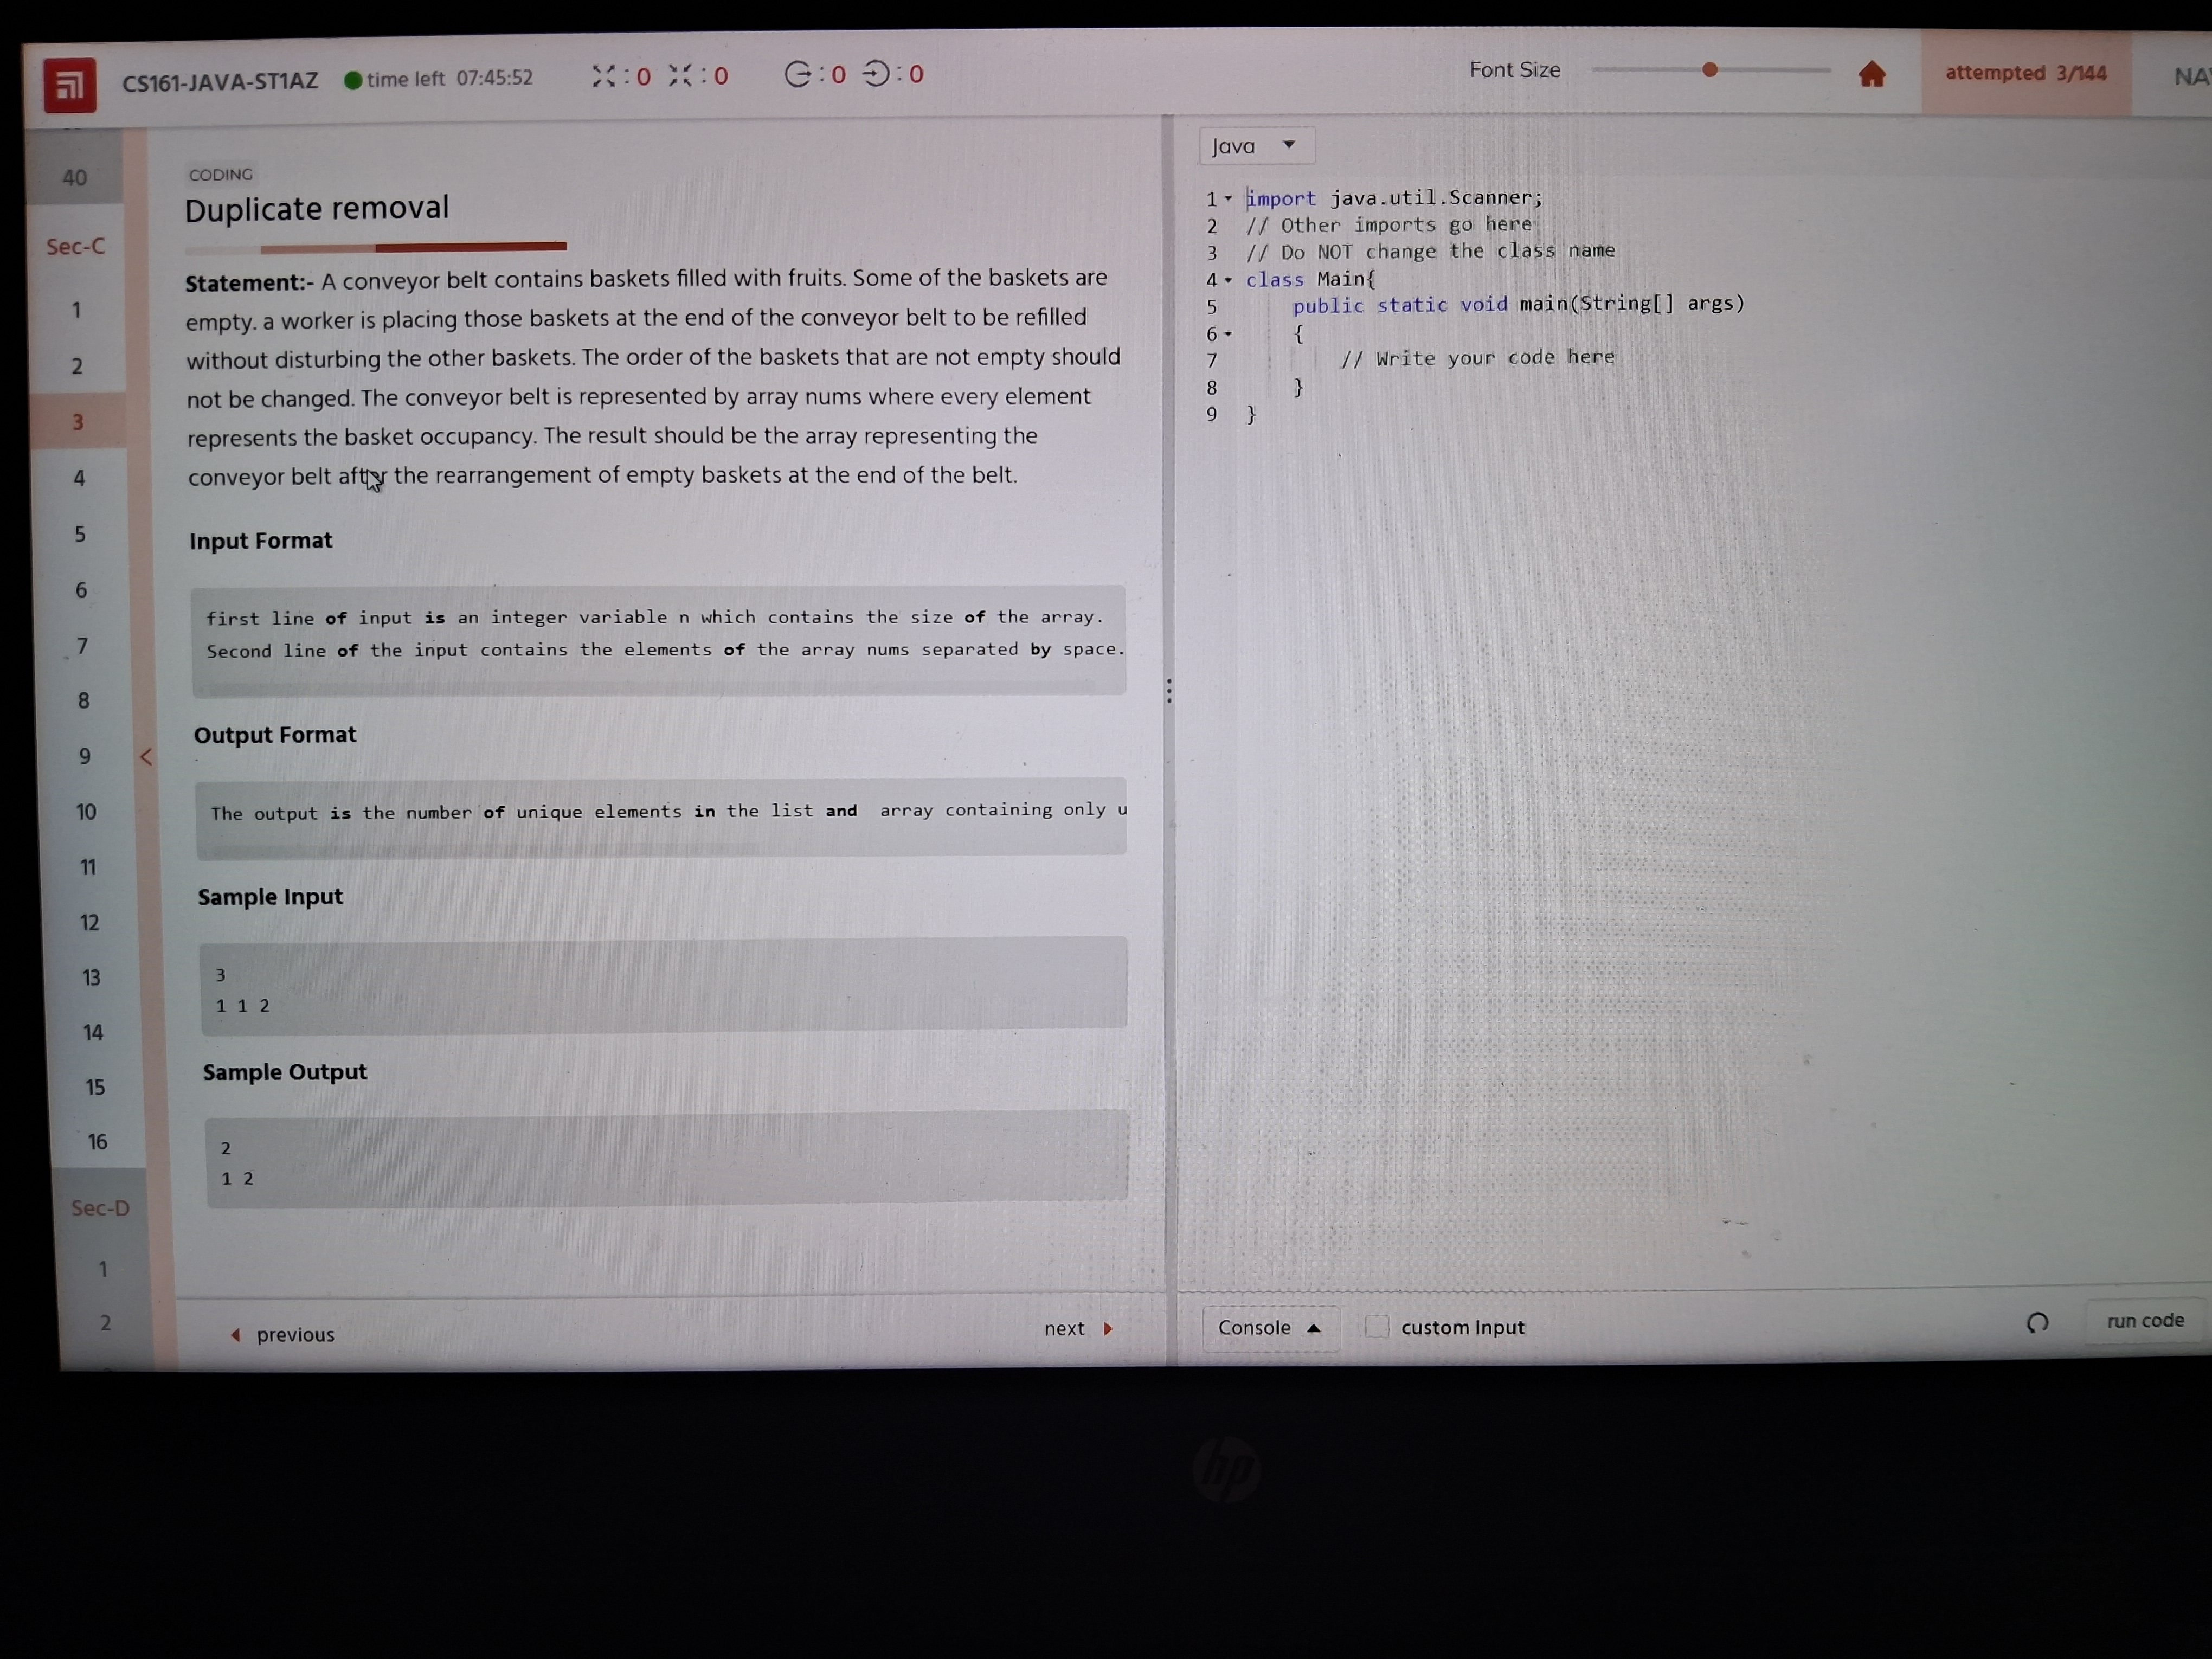 CS161-JAVA-ST1AZ time left 07:45:52 :0 :0 :0 :0 Font Size attempted 3/144 NA
40
Sec-C
1
2
3
4
5
6
7
8
9
10
11
12
13
14
15
16
Sec-D
1
2
<
CODING
Duplicate removal
Statement:- A conveyor belt contains baskets filled with fruits. Some of the baskets are
empty. a worker is placing those baskets at the end of the conveyor belt to be refilled
without disturbing the other baskets. The order of the baskets that are not empty should
not be changed. The conveyor belt is represented by array nums where every element
represents the basket occupancy. The result should be the array representing the
conveyor belt after the rearrangement of empty baskets at the end of the belt.
Input Format
first line of input is an integer variable n which contains the size of the array.
Second line of the input contains the elements of the array nums separated by space.
Output Format
The output is the number of unique elements in the list and  array containing only u
Sample Input
3
1 1 2
Sample Output
2
1 2
previous next
Java
1 import java.util.Scanner;
2 // Other imports go here
3 // Do NOT change the class name
4 class Main{
5 public static void main(String[] args)
6 {
7 // Write your code here
8 }
9 }
Console custom input run code
hp